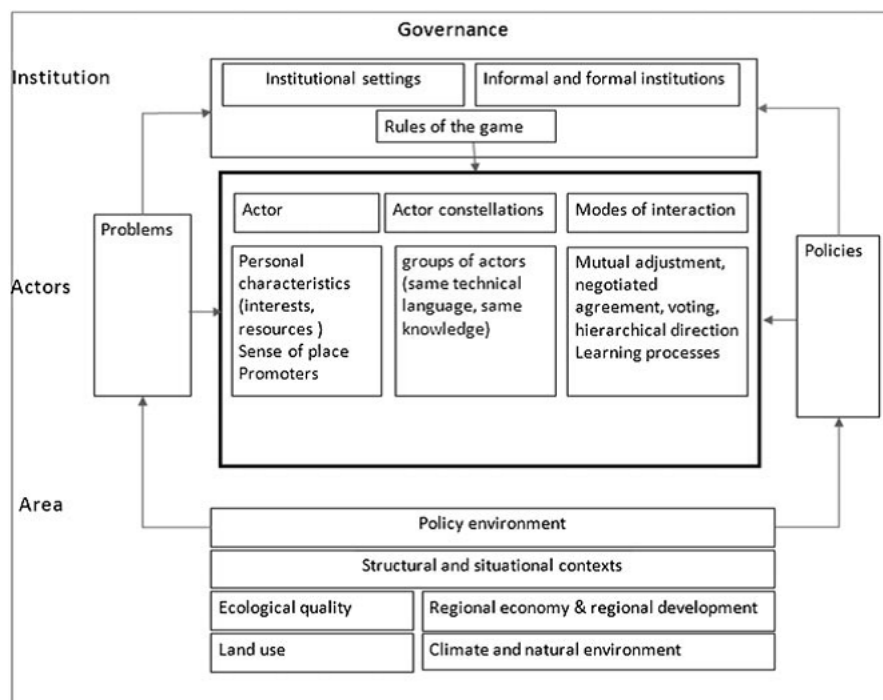 Governance
Institution
Institutional settings
Informal and formal institutions
Rules of the game
Actor
Actor constellations
Modes of interaction
Problems
Policies
Actors
Personal
characteristics
(interests,
resources )
Sense of place
Promoters
groups of actors
(same technical
language, same
knowledge)
Mutual adjustment,
negotiated
agreement, voting,
hierarchical direction
Learning processes
Area
Policy environment
Structural and situational contexts
Ecological quality
Regional economy & regional development
Land use
Climate and natural environment